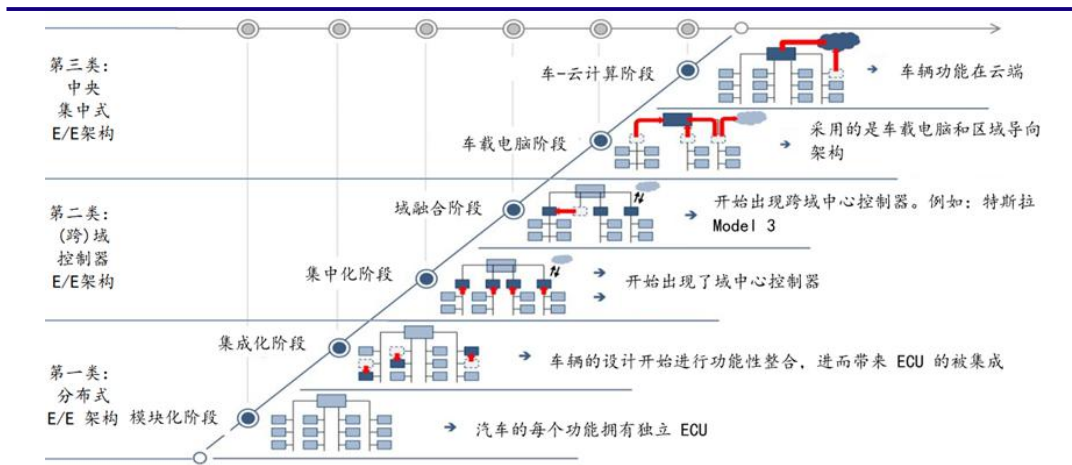 第三类：
中央
集中式
E/E架构
车-云计算阶段
车辆功能在云端
车载电脑阶段
采用的是车载电脑和区域导向
架构
第二类：
(跨)域
控制器
E/E架构
域融合阶段
开始出现跨域中心控制器。例如：特斯拉
Model 3
集中化阶段
开始出现了域中心控制器
集成化阶段
车辆的设计开始进行功能性整合，进而带来 ECU 的被集成
第一类：
分布式
E/E 架构
模块化阶段
汽车的每个功能拥有独立 ECU